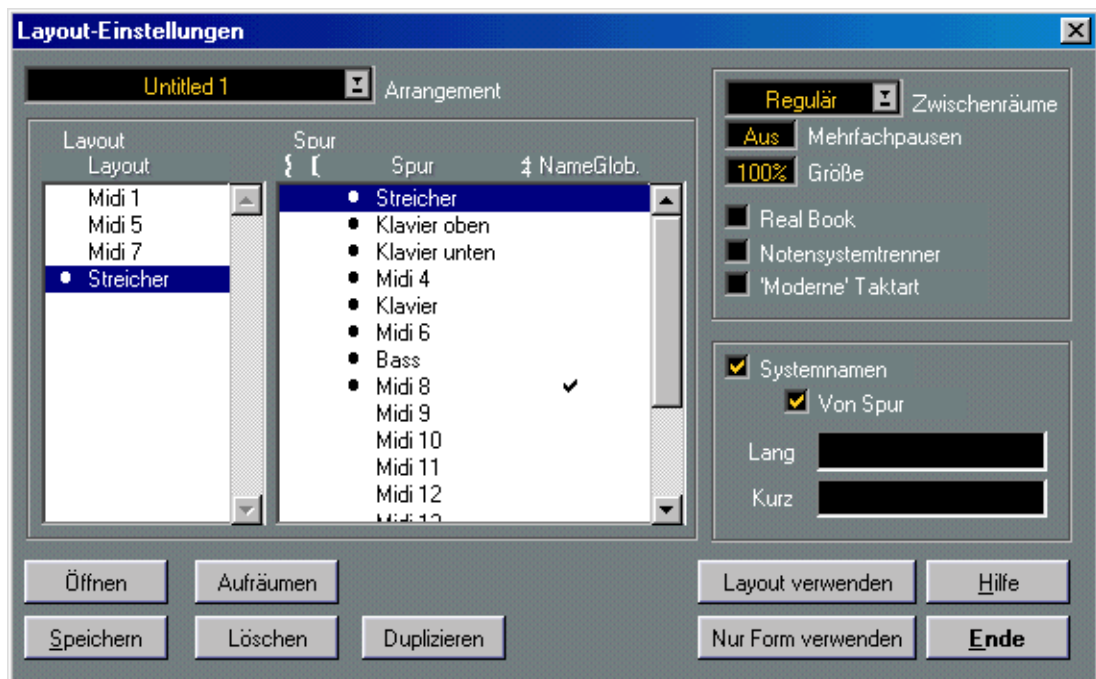 Layout-Einstellungen
Untitled 1
Arrangement
Layout
Layout
Midi 1
Midi 5
Midi 7
Streicher
Spur
{ [ Spur NameGlob.
Streicher
Klavier oben
Klavier unten
Midi 4
Klavier
Midi 6
Bass
Midi 8
Midi 9
Midi 10
Midi 11
Midi 12
Midi 13
Regulär Zwischenräume
Aus Mehrfachpausen
100% Größe
Real Book
Notensystemtrenner
'Moderne' Taktart
Systemnamen
Von Spur
Lang
Kurz
Öffnen
Aufräumen
Layout verwenden
Hilfe
Speichern
Löschen
Duplizieren
Nur Form verwenden
Ende